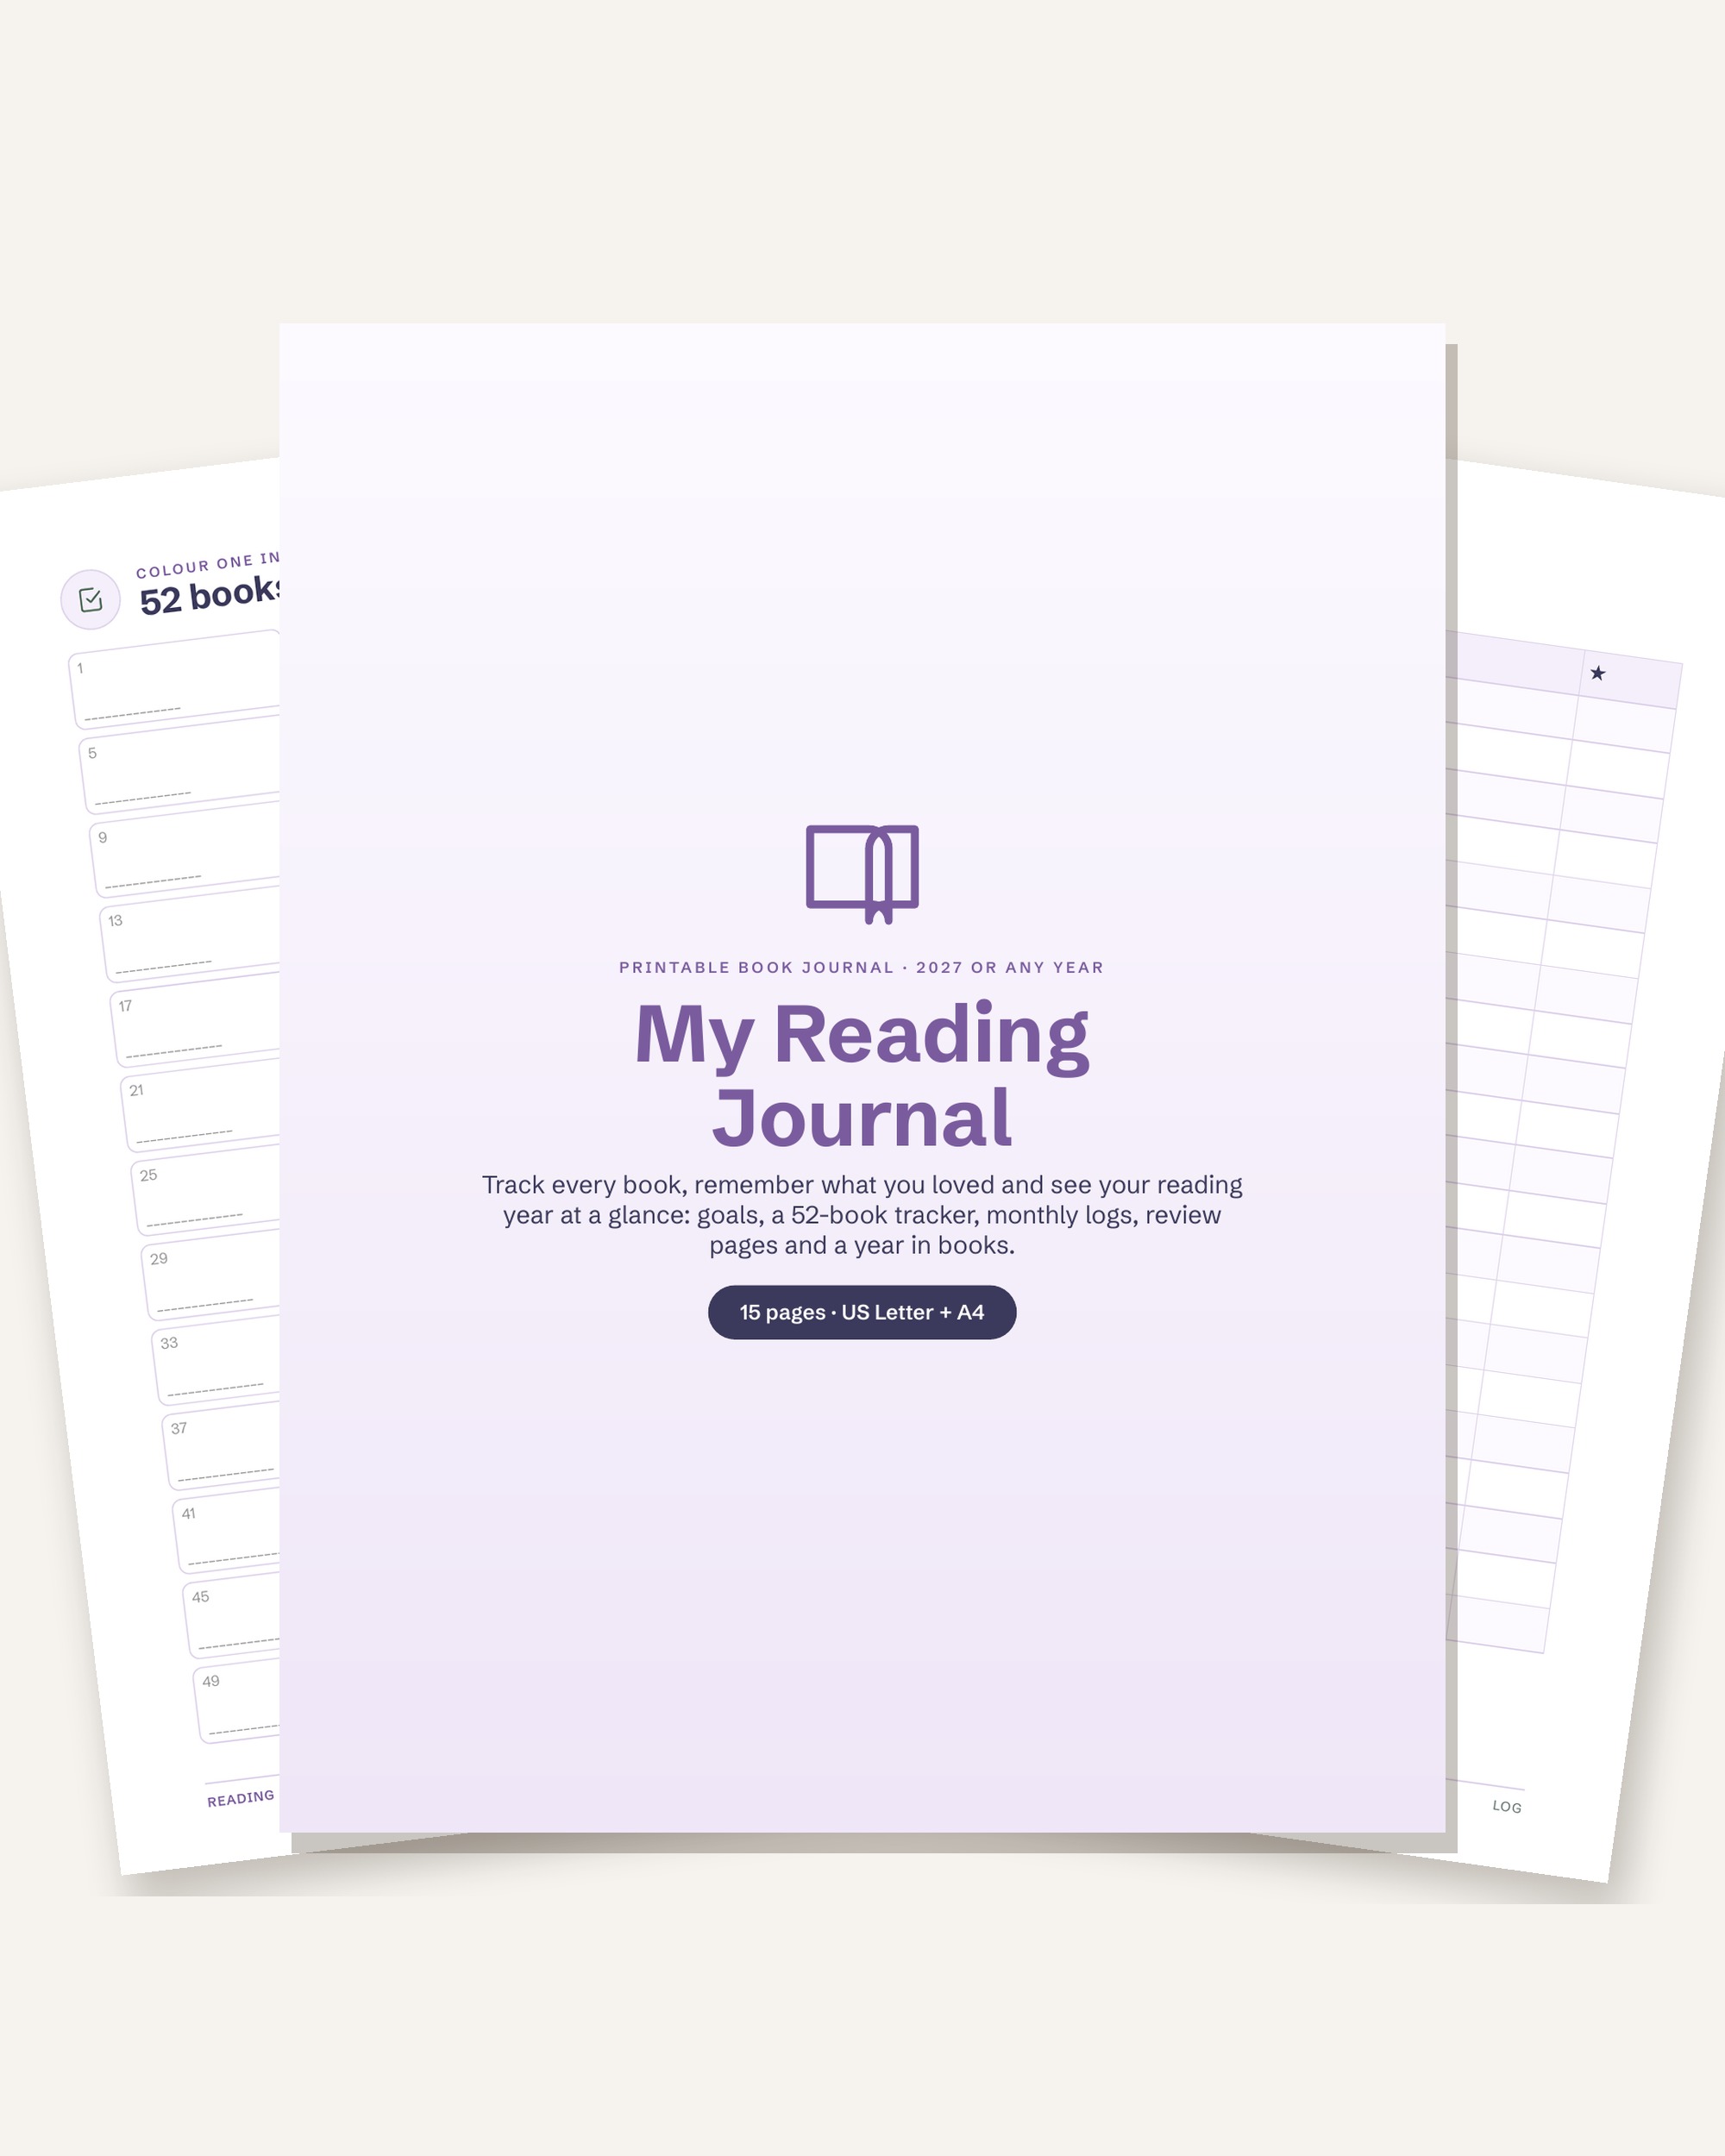 COLOUR ONE IN
52 books
1
5
9
13
17
21
25
29
33
37
41
45
49
READING
PRINTABLE BOOK JOURNAL · 2027 OR ANY YEAR
My Reading
Journal
Track every book, remember what you loved and see your reading
year at a glance: goals, a 52-book tracker, monthly logs, review
pages and a year in books.
15 pages · US Letter + A4
★
LOG